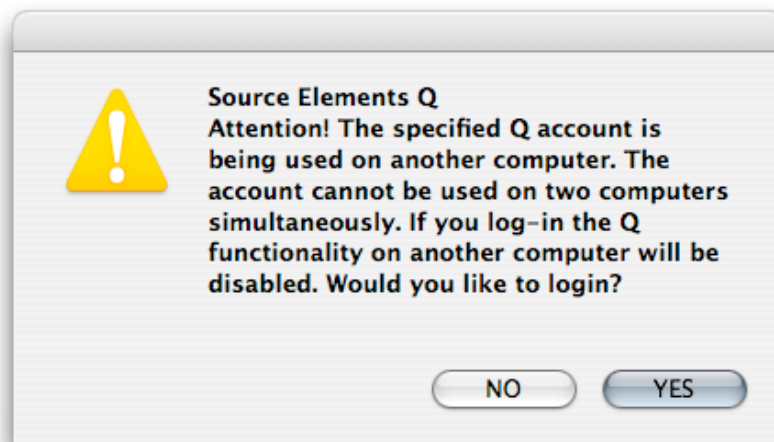 Source Elements Q
Attention! The specified Q account is
being used on another computer. The
account cannot be used on two computers
simultaneously. If you log-in the Q
functionality on another computer will be
disabled. Would you like to login?
NO YES